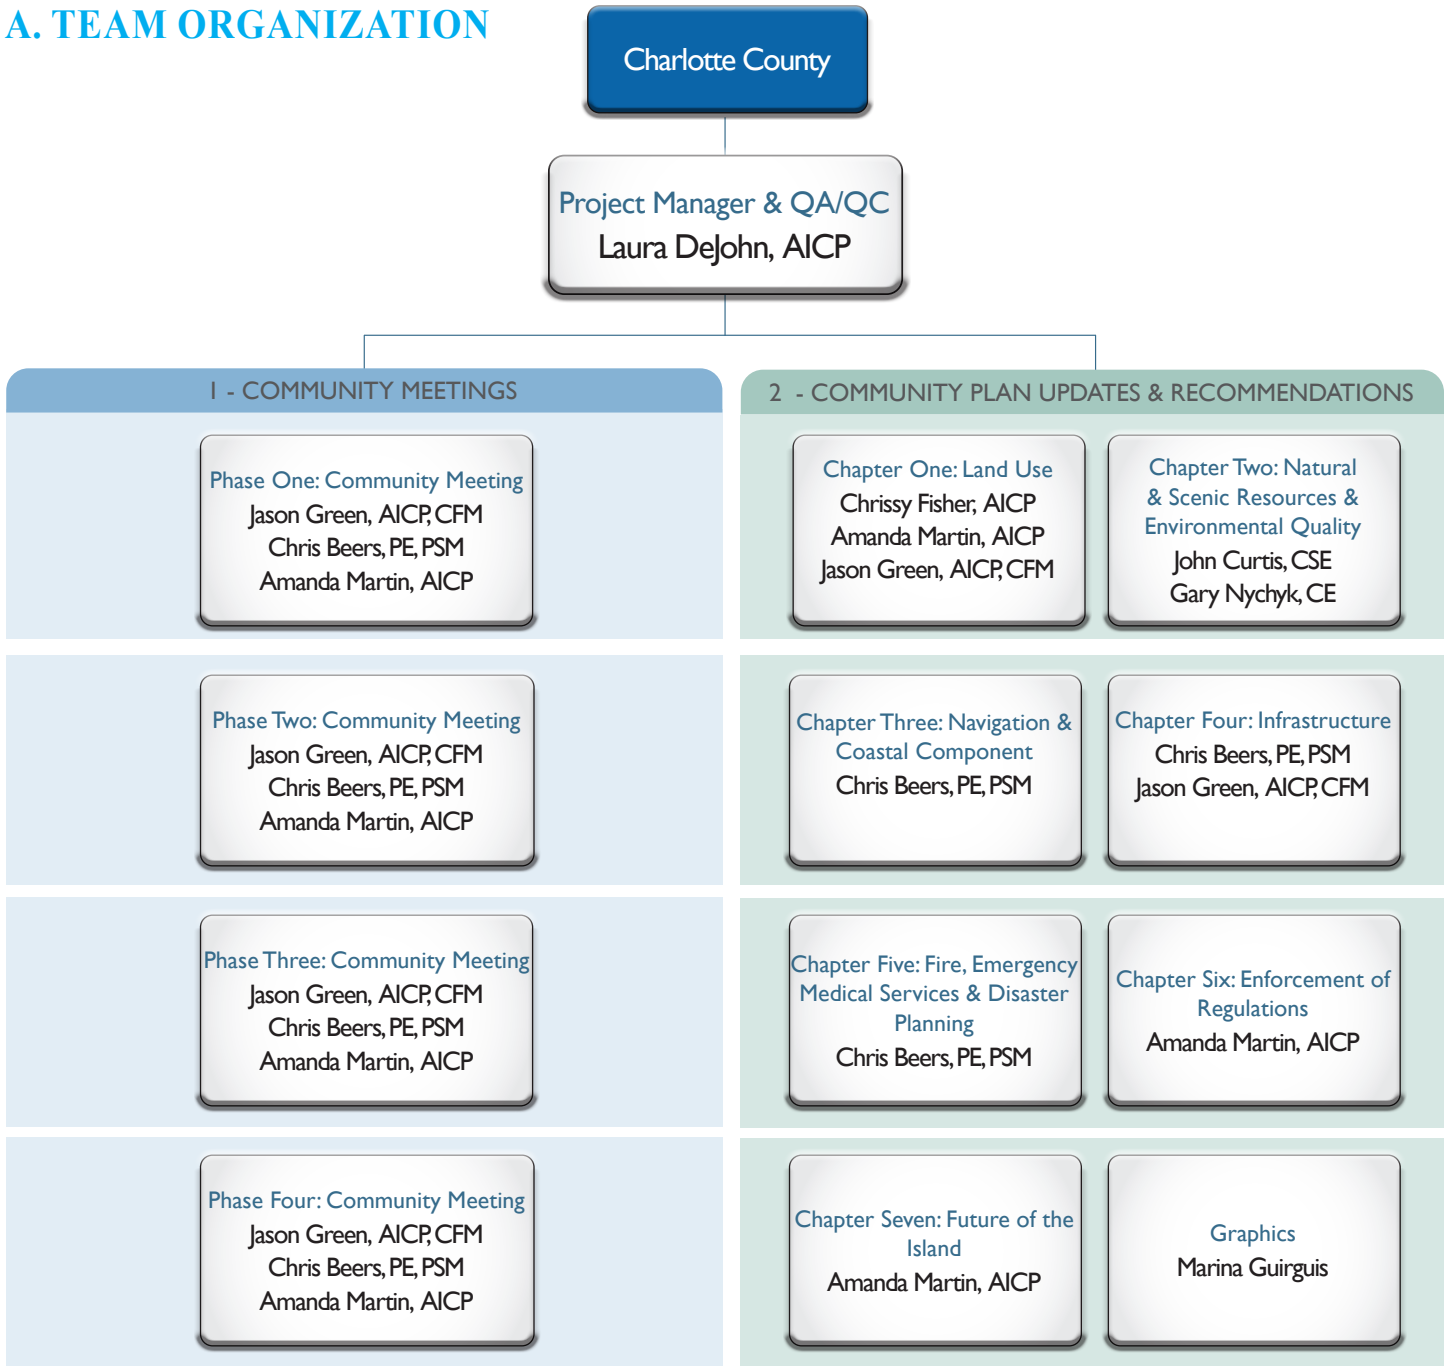 A. TEAM ORGANIZATION
Charlotte County
Project Manager & QA/QC
Laura DeJohn, AICP
1 - COMMUNITY MEETINGS
Phase One: Community Meeting
Jason Green, AICP, CFM
Chris Beers, PE, PSM
Amanda Martin, AICP
Phase Two: Community Meeting
Jason Green, AICP, CFM
Chris Beers, PE, PSM
Amanda Martin, AICP
Phase Three: Community Meeting
Jason Green, AICP, CFM
Chris Beers, PE, PSM
Amanda Martin, AICP
Phase Four: Community Meeting
Jason Green, AICP, CFM
Chris Beers, PE, PSM
Amanda Martin, AICP
2 - COMMUNITY PLAN UPDATES & RECOMMENDATIONS
Chapter One: Land Use
Chrissy Fisher, AICP
Amanda Martin, AICP
Jason Green, AICP, CFM
Chapter Two: Natural
& Scenic Resources &
Environmental Quality
John Curtis, CSE
Gary Nychyk, CE
Chapter Three: Navigation &
Coastal Component
Chris Beers, PE, PSM
Chapter Four: Infrastructure
Chris Beers, PE, PSM
Jason Green, AICP, CFM
Chapter Five: Fire, Emergency
Medical Services & Disaster
Planning
Chris Beers, PE, PSM
Chapter Six: Enforcement of
Regulations
Amanda Martin, AICP
Chapter Seven: Future of the
Island
Amanda Martin, AICP
Graphics
Marina Guirguis